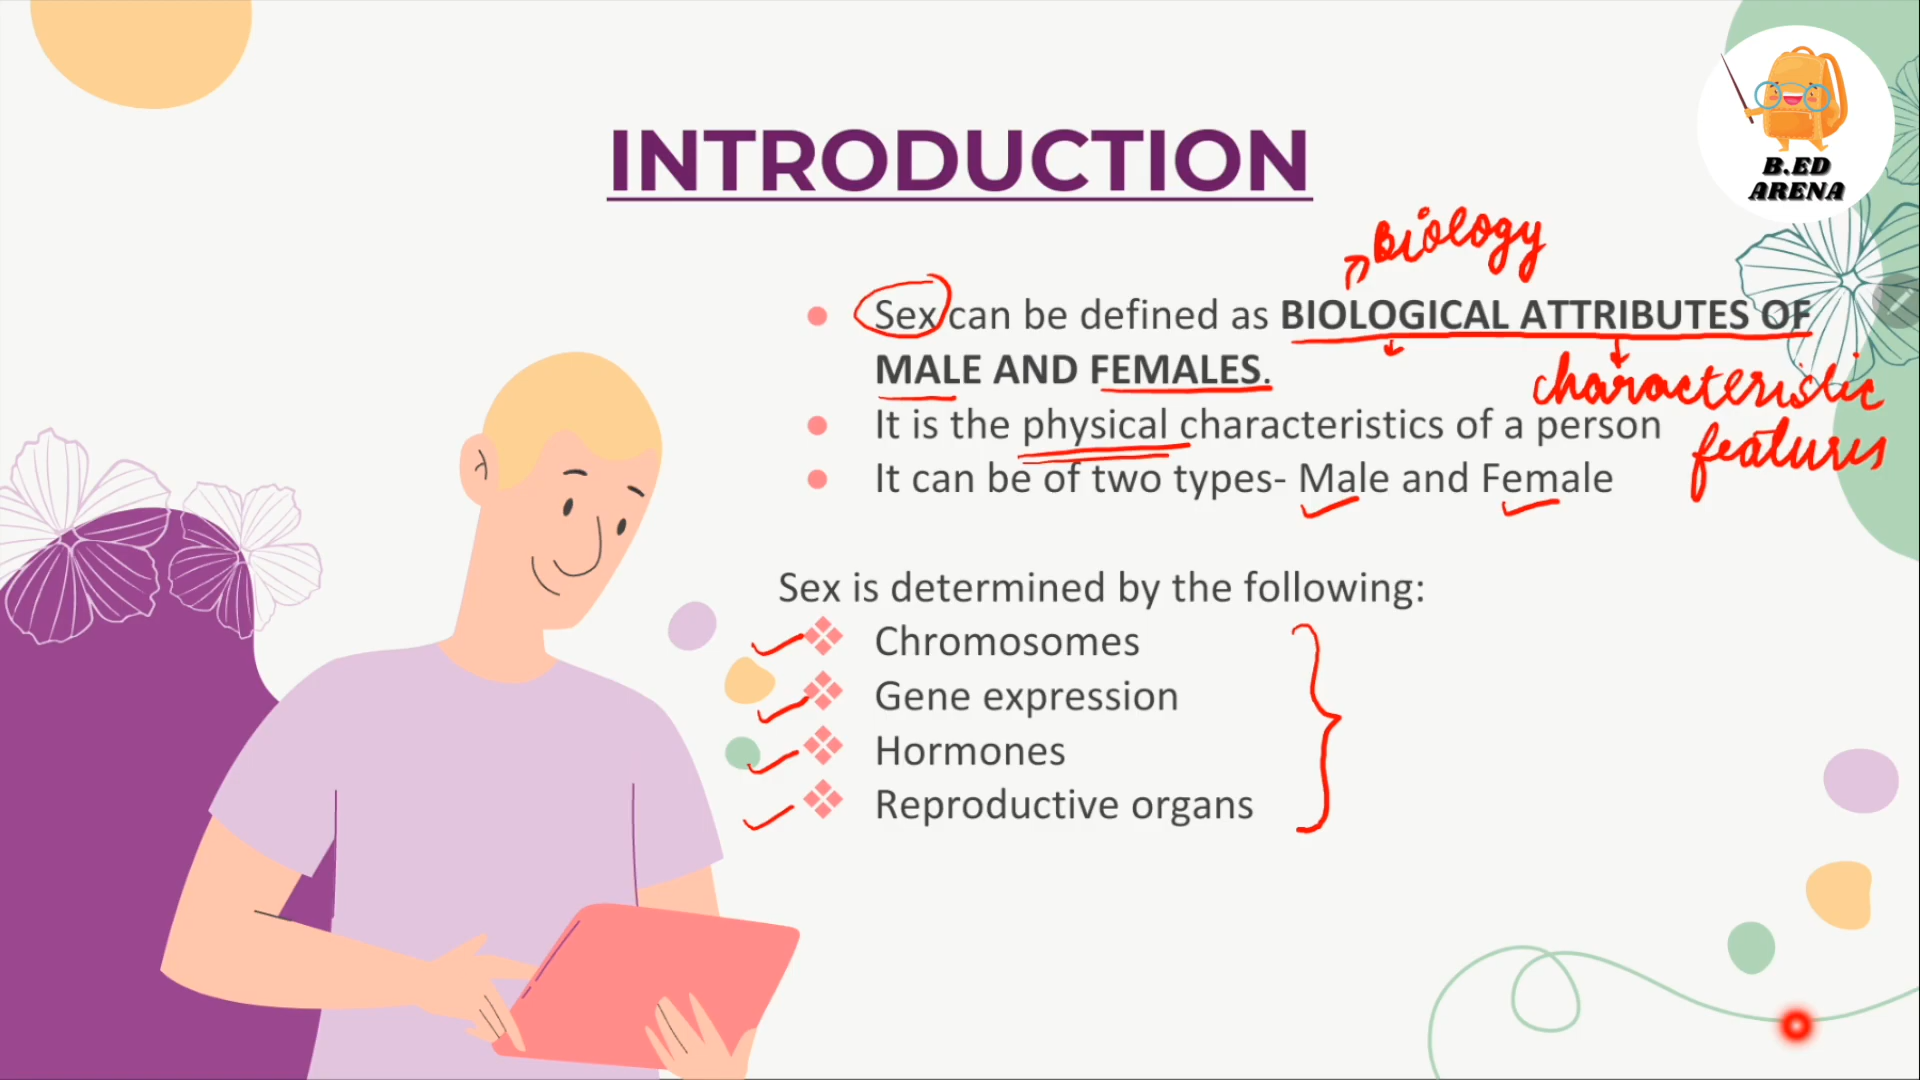 B.ED
ARENA
INTRODUCTION
Biology
Sex can be defined as BIOLOGICAL ATTRIBUTES OF
MALE AND FEMALES.
characteristic
features
It is the physical characteristics of a person
It can be of two types- Male and Female
Sex is determined by the following:
Chromosomes
Gene expression
Hormones
Reproductive organs